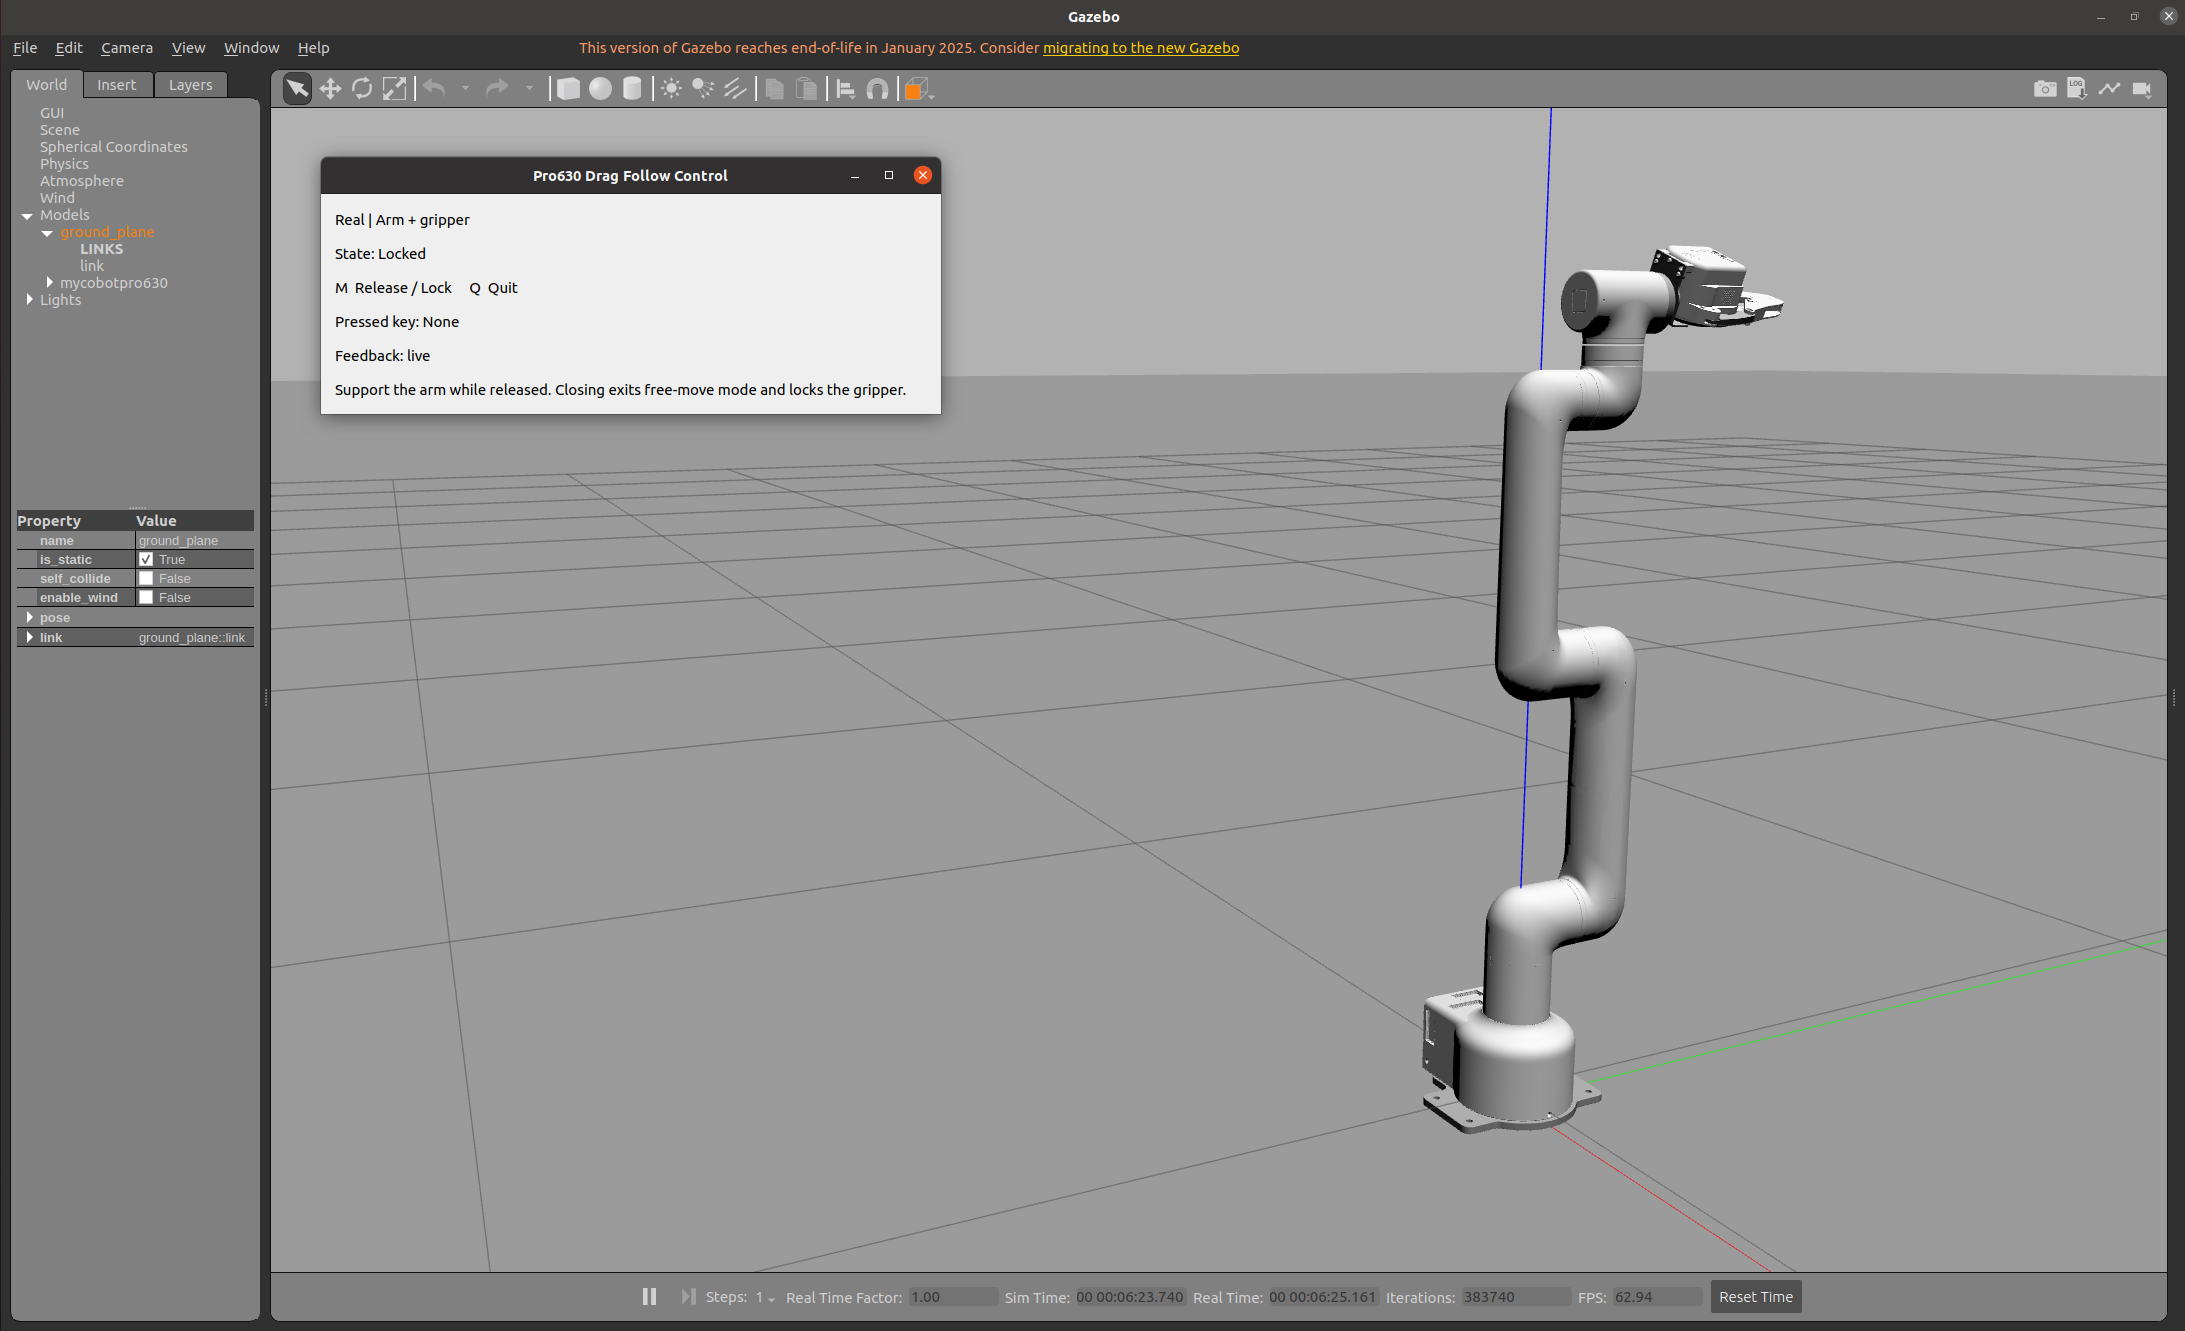 Gazebo
File Edit Camera View Window Help
This version of Gazebo reaches end-of-life in January 2025. Consider migrating to the new Gazebo
World Insert Layers
GUI
Scene
Spherical Coordinates
Physics
Atmosphere
Wind
Models
ground_plane
LINKS
link
mycobotpro630
Lights
Property Value
name ground_plane
is_static True
self_collide False
enable_wind False
pose
link ground_plane::link
LOG
Pro630 Drag Follow Control
Real | Arm + gripper
State: Locked
M Release / Lock Q Quit
Pressed key: None
Feedback: live
Support the arm while released. Closing exits free-move mode and locks the gripper.
Steps: 1 Real Time Factor: 1.00 Sim Time: 00 00:06:23.740 Real Time: 00 00:06:25.161 Iterations: 383740 FPS: 62.94 Reset Time